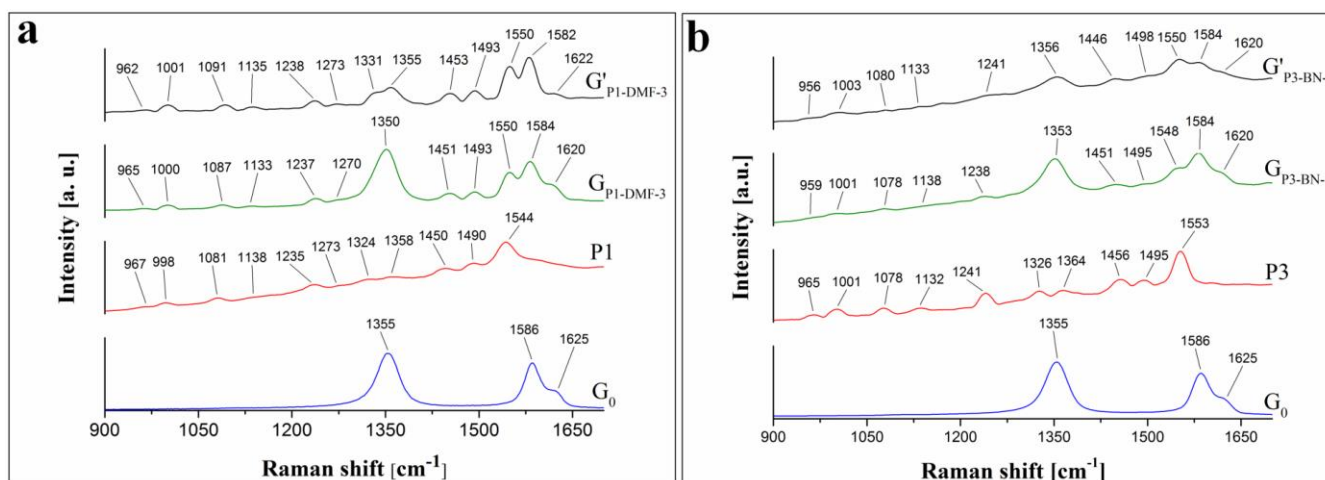 a
962 1001 1091 1135 1238 1273 1331 1355 1453 1493 1550 1582 1622
G'P1-DMF-3
965 1000 1087 1133 1237 1270 1350 1451 1493 1550 1584 1620
GP1-DMF-3
967 998 1081 1138 1235 1273 1324 1358 1450 1490 1544
P1
1355 1586 1625
G0
900 1050 1200 1350 1500 1650
Raman shift [cm-1]
Intensity [a. u.]
b
956 1003 1080 1133 1241 1356 1446 1498 1550 1584 1620
G'P3-BN-
959 1001 1078 1138 1238 1353 1451 1495 1548 1584 1620
GP3-BN-
965 1001 1078 1132 1241 1326 1364 1456 1495 1553
P3
1355 1586 1625
G0
900 1050 1200 1350 1500 1650
Raman shift [cm-1]
Intensity [a. u.]